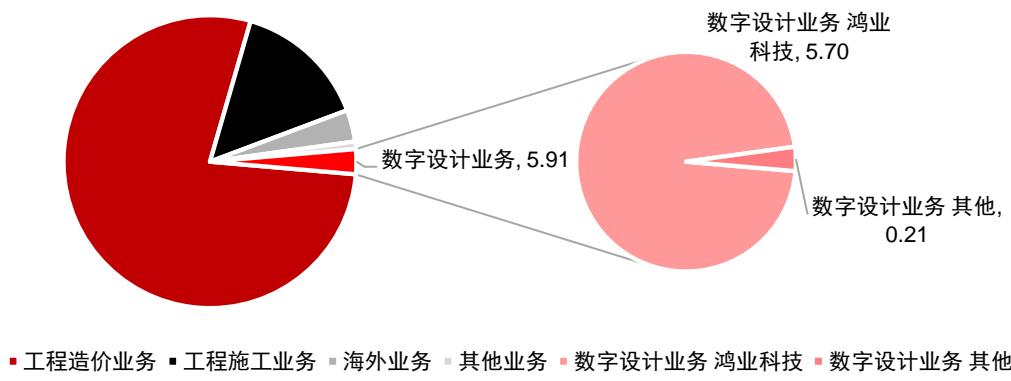 数字设计业务 鸿业
科技, 5.70
数字设计业务, 5.91
数字设计业务 其他,
0.21
工程造价业务 工程施工业务 海外业务 其他业务 数字设计业务 鸿业科技 数字设计业务 其他